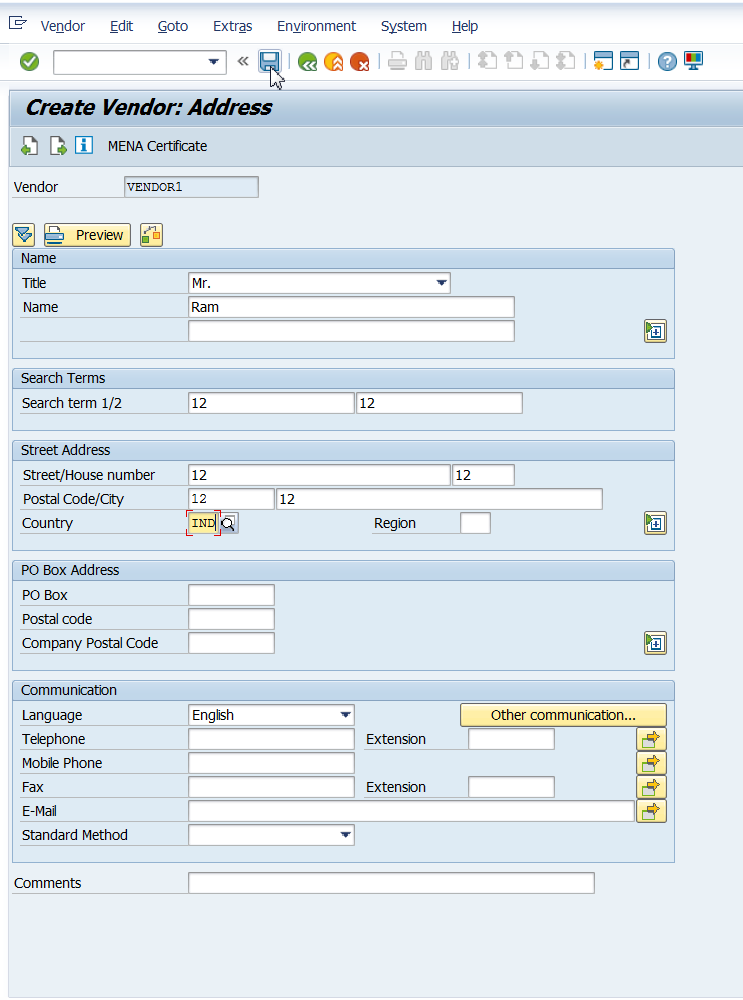 Vendor Edit Goto Extras Environment System Help
Create Vendor: Address
MENA Certificate
Vendor VENDOR1
Preview
Name
Title Mr.
Name Ram
Search Terms
Search term 1/2 12 12
Street Address
Street/House number 12 12
Postal Code/City 12 12
Country IND Region
PO Box Address
PO Box
Postal code
Company Postal Code
Communication
Language English Other communication...
Telephone Extension
Mobile Phone
Fax Extension
E-Mail
Standard Method
Comments